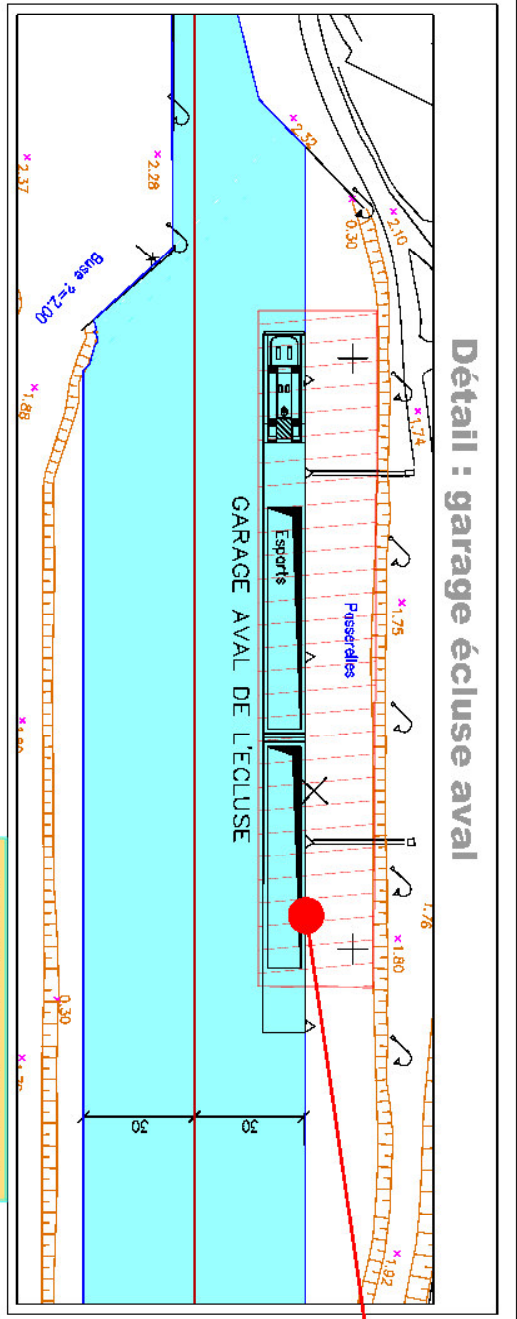 Détail : garage écluse aval
2.32
2.10
0.30
2.28
2.37
Buse ?=2.00
1.88
1.74
1.75
Passerelles
Esports
GARAGE AVAL DE L'ECLUSE
1.76
1.80
0.30
30
30
1.92